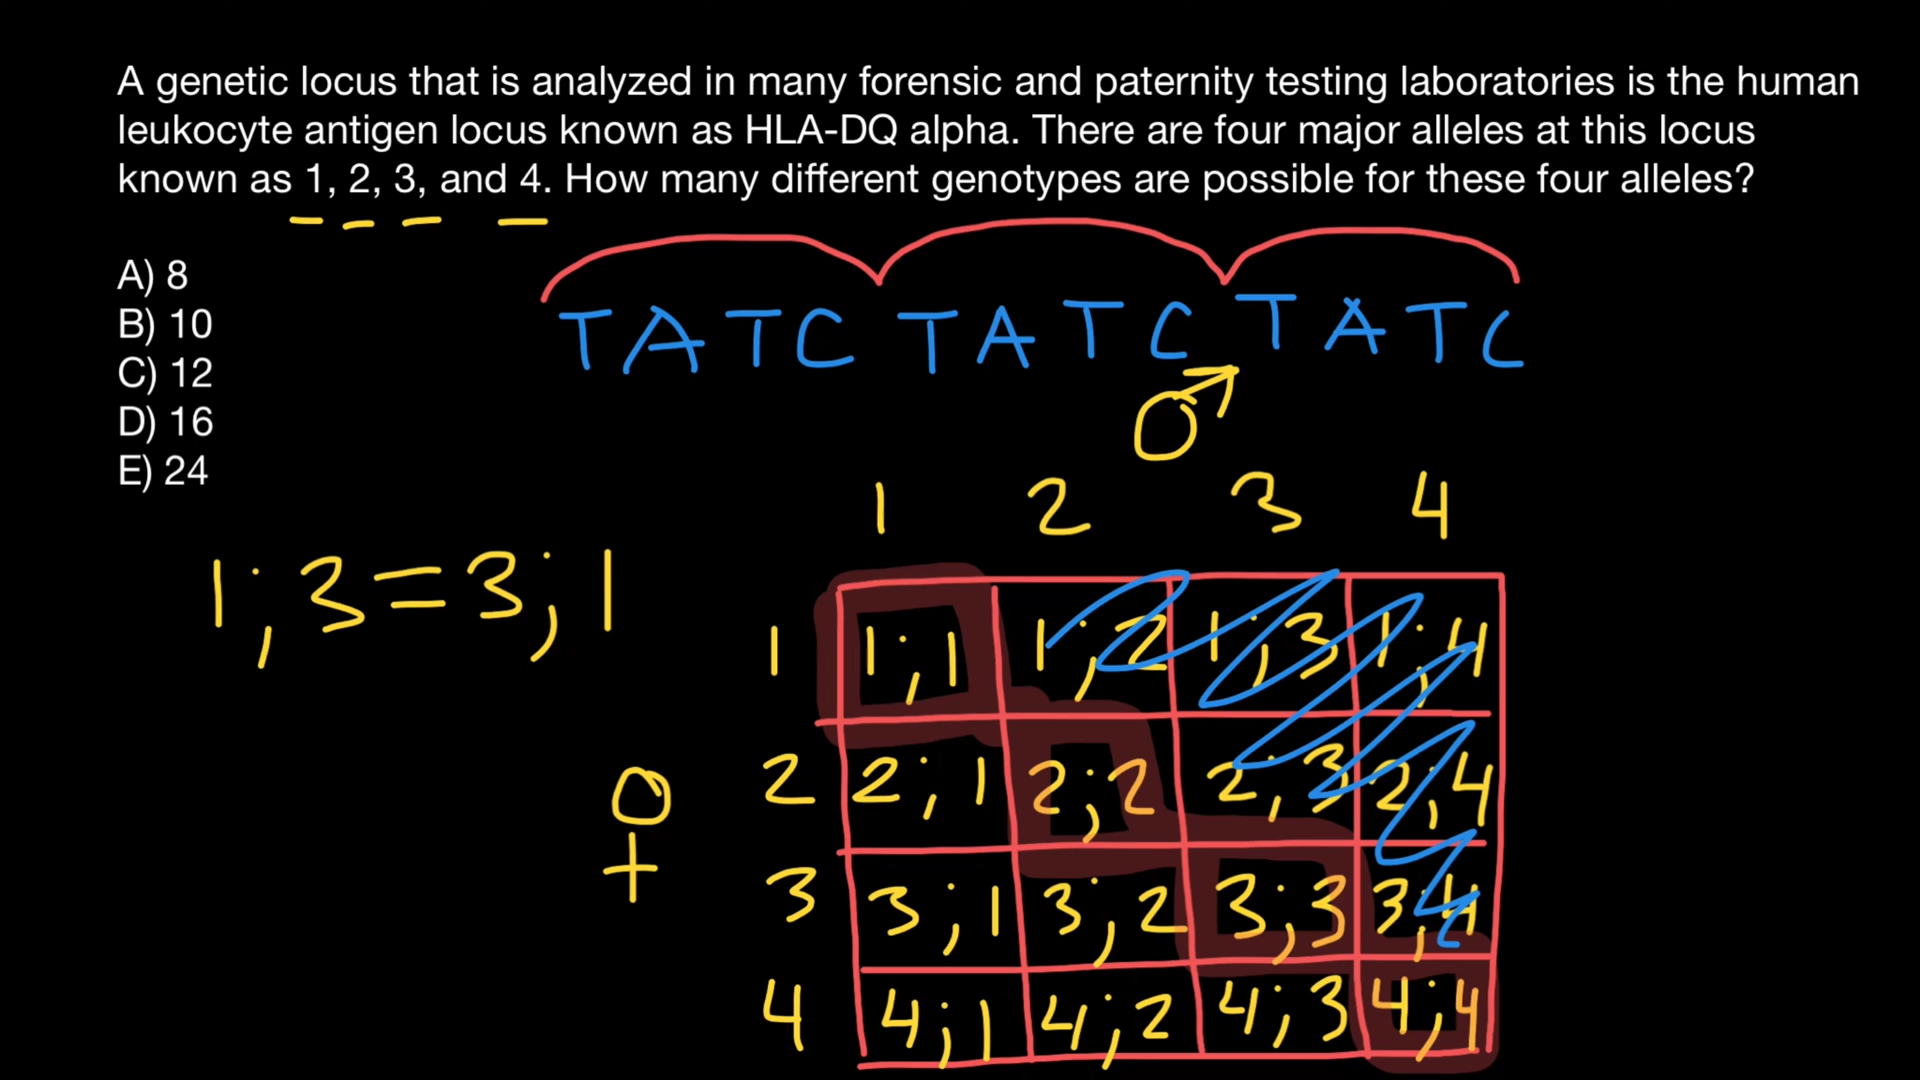 A genetic locus that is analyzed in many forensic and paternity testing laboratories is the human
leukocyte antigen locus known as HLA-DQ alpha. There are four major alleles at this locus
known as 1, 2, 3, and 4. How many different genotypes are possible for these four alleles?
A) 8
B) 10
C) 12
D) 16
E) 24
TATC TATC TATC
♂
1 2 3 4
1;3=3;1
1 1;1 1;2 1;3 1;4
♀
2 2;1 2;2 2;3 2;4
3 3;1 3;2 3;3 3;4
4 4;1 4;2 4;3 4;4